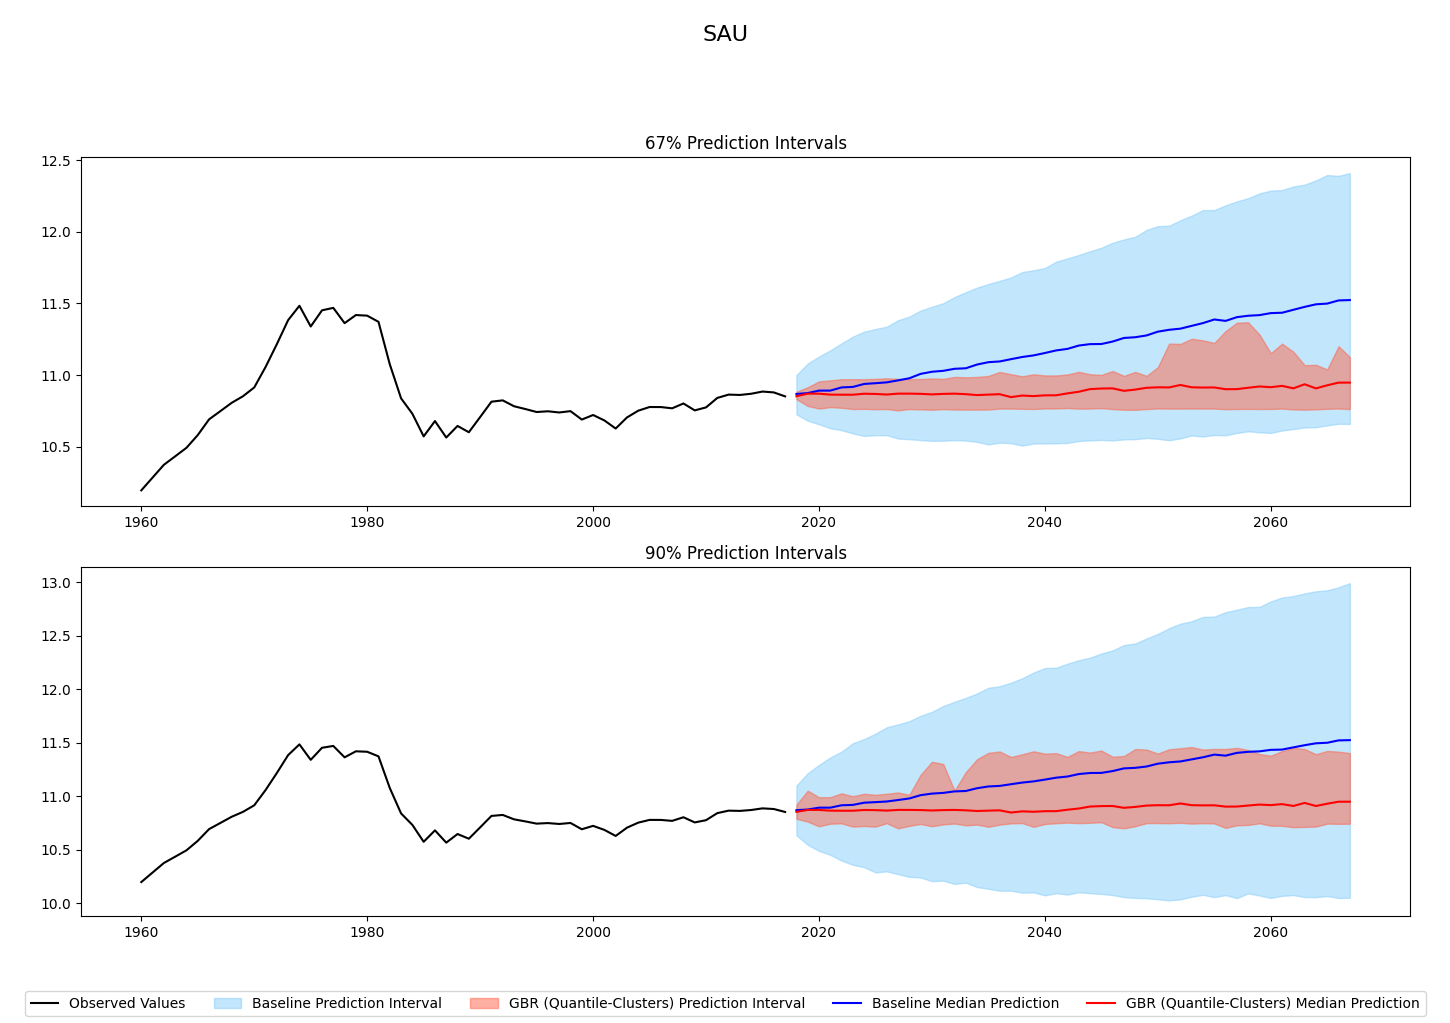 SAU
67% Prediction Intervals
12.5
12.0
11.5
11.0
10.5
1960 1980 2000 2020 2040 2060
90% Prediction Intervals
13.0
12.5
12.0
11.5
11.0
10.5
10.0
1960 1980 2000 2020 2040 2060
Observed Values Baseline Prediction Interval GBR (Quantile-Clusters) Prediction Interval Baseline Median Prediction GBR (Quantile-Clusters) Median Prediction